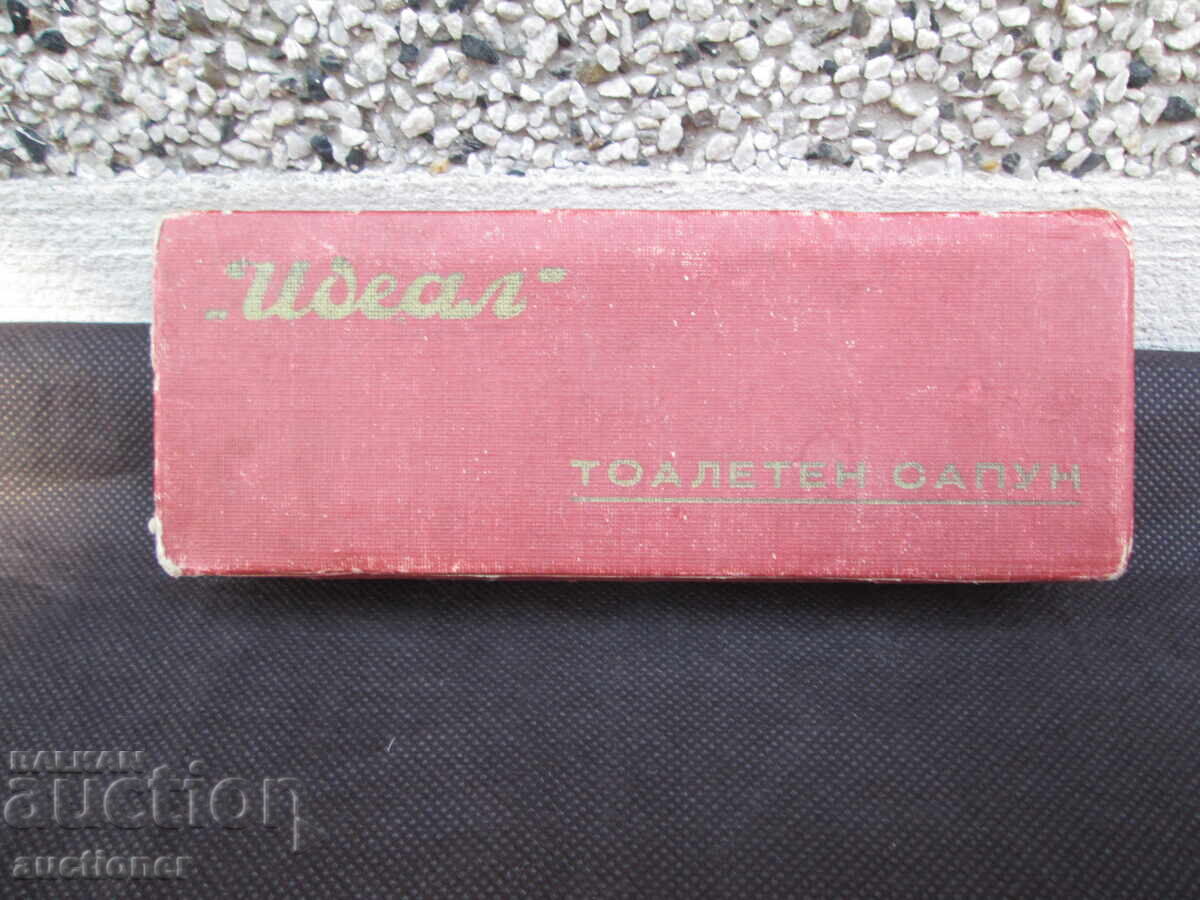 "Идеал"
ТОАЛЕТЕН САПУН
BALKAN
auction
auctioner